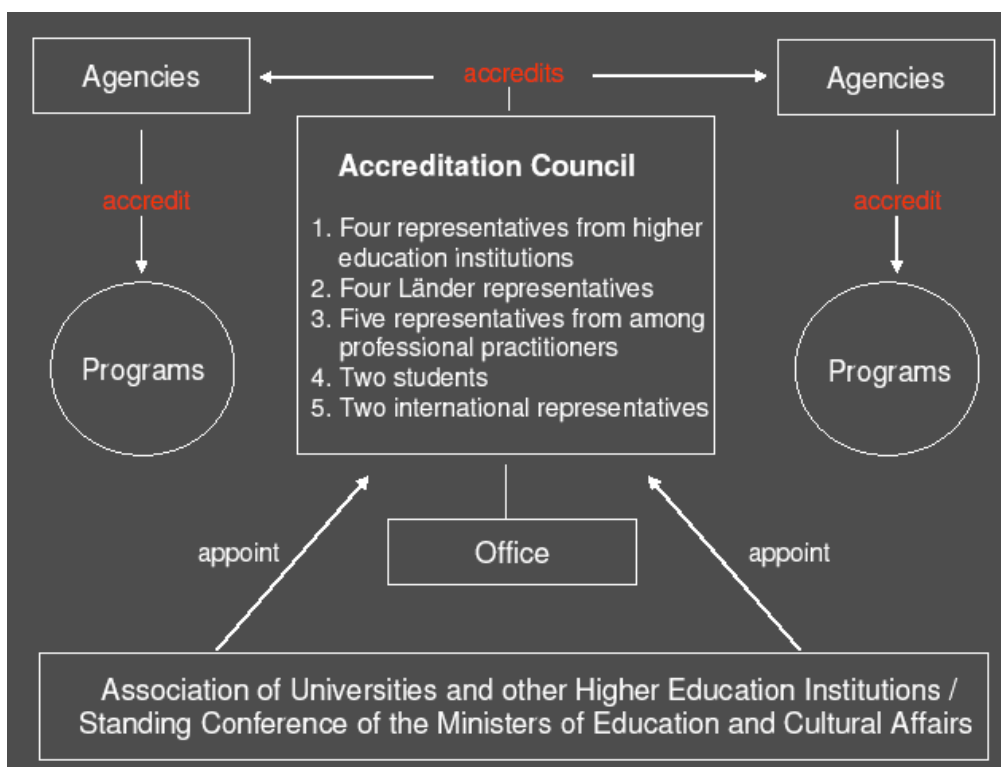 Agencies
accredits
Agencies
accredit
accredit
Accreditation Council
1. Four representatives from higher
education institutions
2. Four Länder representatives
3. Five representatives from among
professional practitioners
4. Two students
5. Two international representatives
Programs
Programs
appoint
Office
appoint
Association of Universities and other Higher Education Institutions /
Standing Conference of the Ministers of Education and Cultural Affairs